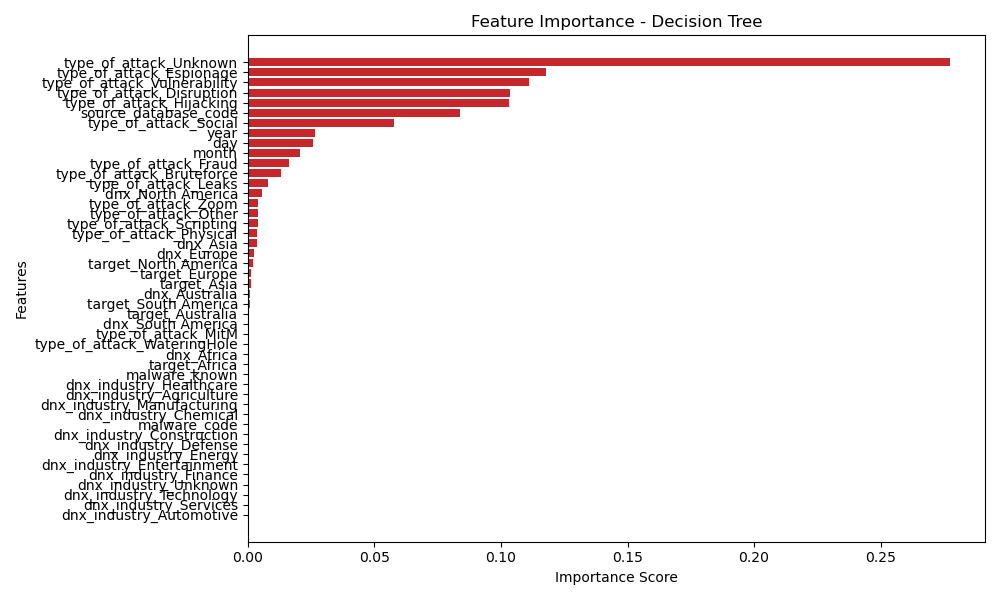 Feature Importance - Decision Tree
type_of_attack_Unknown
type_of_attack_Espionage
type_of_attack_Vulnerability
type_of_attack_Disruption
type_of_attack_Hijacking
source_database_code
type_of_attack_Social
year
day
month
type_of_attack_Fraud
type_of_attack_Bruteforce
type_of_attack_Leaks
dnx_North America
type_of_attack_Zoom
type_of_attack_Other
type_of_attack_Scripting
type_of_attack_Physical
dnx_Asia
dnx_Europe
target_North America
target_Europe
target_Asia
dnx_Australia
target_South America
target_Australia
dnx_South America
type_of_attack_MitM
type_of_attack_WateringHole
dnx_Africa
target_Africa
malware_known
dnx_industry_Healthcare
dnx_industry_Agriculture
dnx_industry_Manufacturing
dnx_industry_Chemical
malware_code
dnx_industry_Construction
dnx_industry_Defense
dnx_industry_Energy
dnx_industry_Entertainment
dnx_industry_Finance
dnx_industry_Unknown
dnx_industry_Technology
dnx_industry_Services
dnx_industry_Automotive
Features
0.00 0.05 0.10 0.15 0.20 0.25
Importance Score